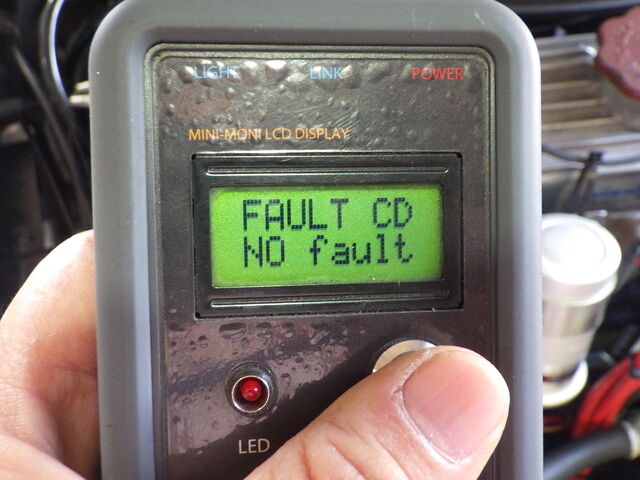 LIGHT LINK POWER
MINI-MONI LCD DISPLAY
FAULT CD
NO fault
LED